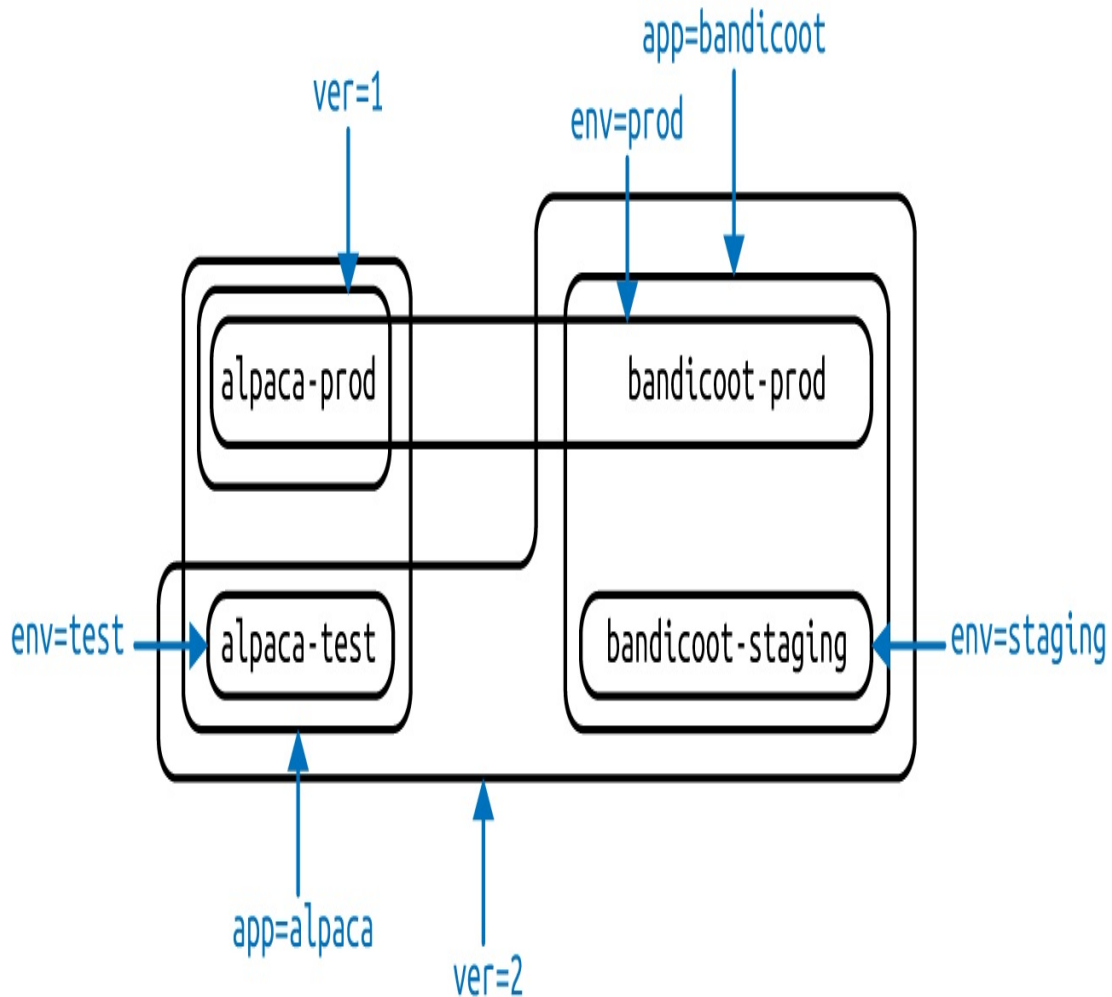 app=bandicoot
ver=1
env=prod
alpaca-prod
bandicoot-prod
env=test
alpaca-test
bandicoot-staging
env=staging
app=alpaca
ver=2